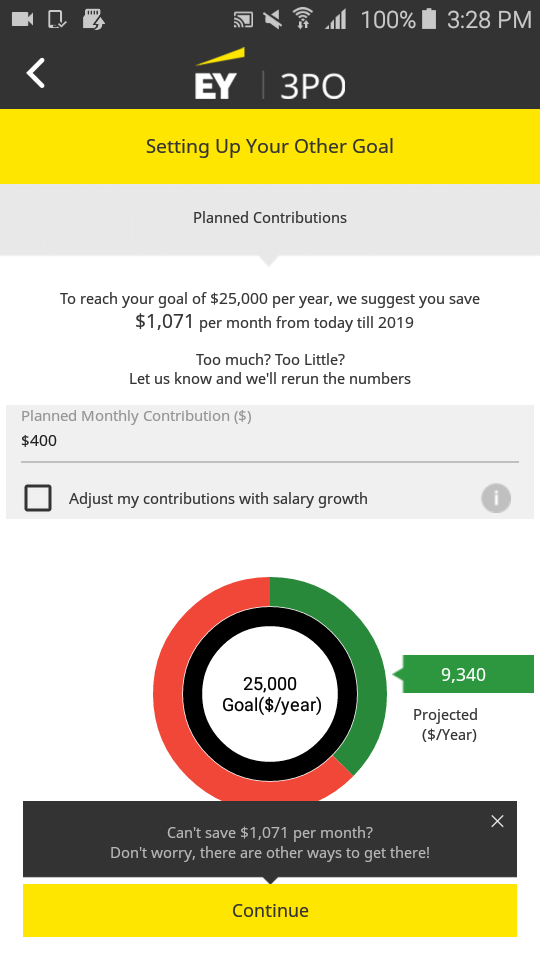 100% 3:28 PM
EY | 3PO
Setting Up Your Other Goal
Planned Contributions
To reach your goal of $25,000 per year, we suggest you save
$1,071 per month from today till 2019
Too much? Too Little?
Let us know and we'll rerun the numbers
Planned Monthly Contribution ($)
$400
Adjust my contributions with salary growth
i
25,000
Goal($/year)
9,340
Projected
($/Year)
Can't save $1,071 per month?
Don't worry, there are other ways to get there!
Continue